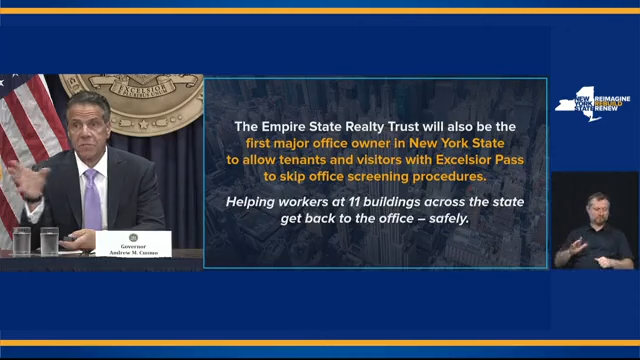 EXCELSIOR
The Empire State Realty Trust will also be the
first major office owner in New York State
to allow tenants and visitors with Excelsior Pass
to skip office screening procedures.
Helping workers at 11 buildings across the state
get back to the office – safely.
Governor
Andrew M. Cuomo
NEW
YORK
STATE
REIMAGINE
REBUILD
RENEW